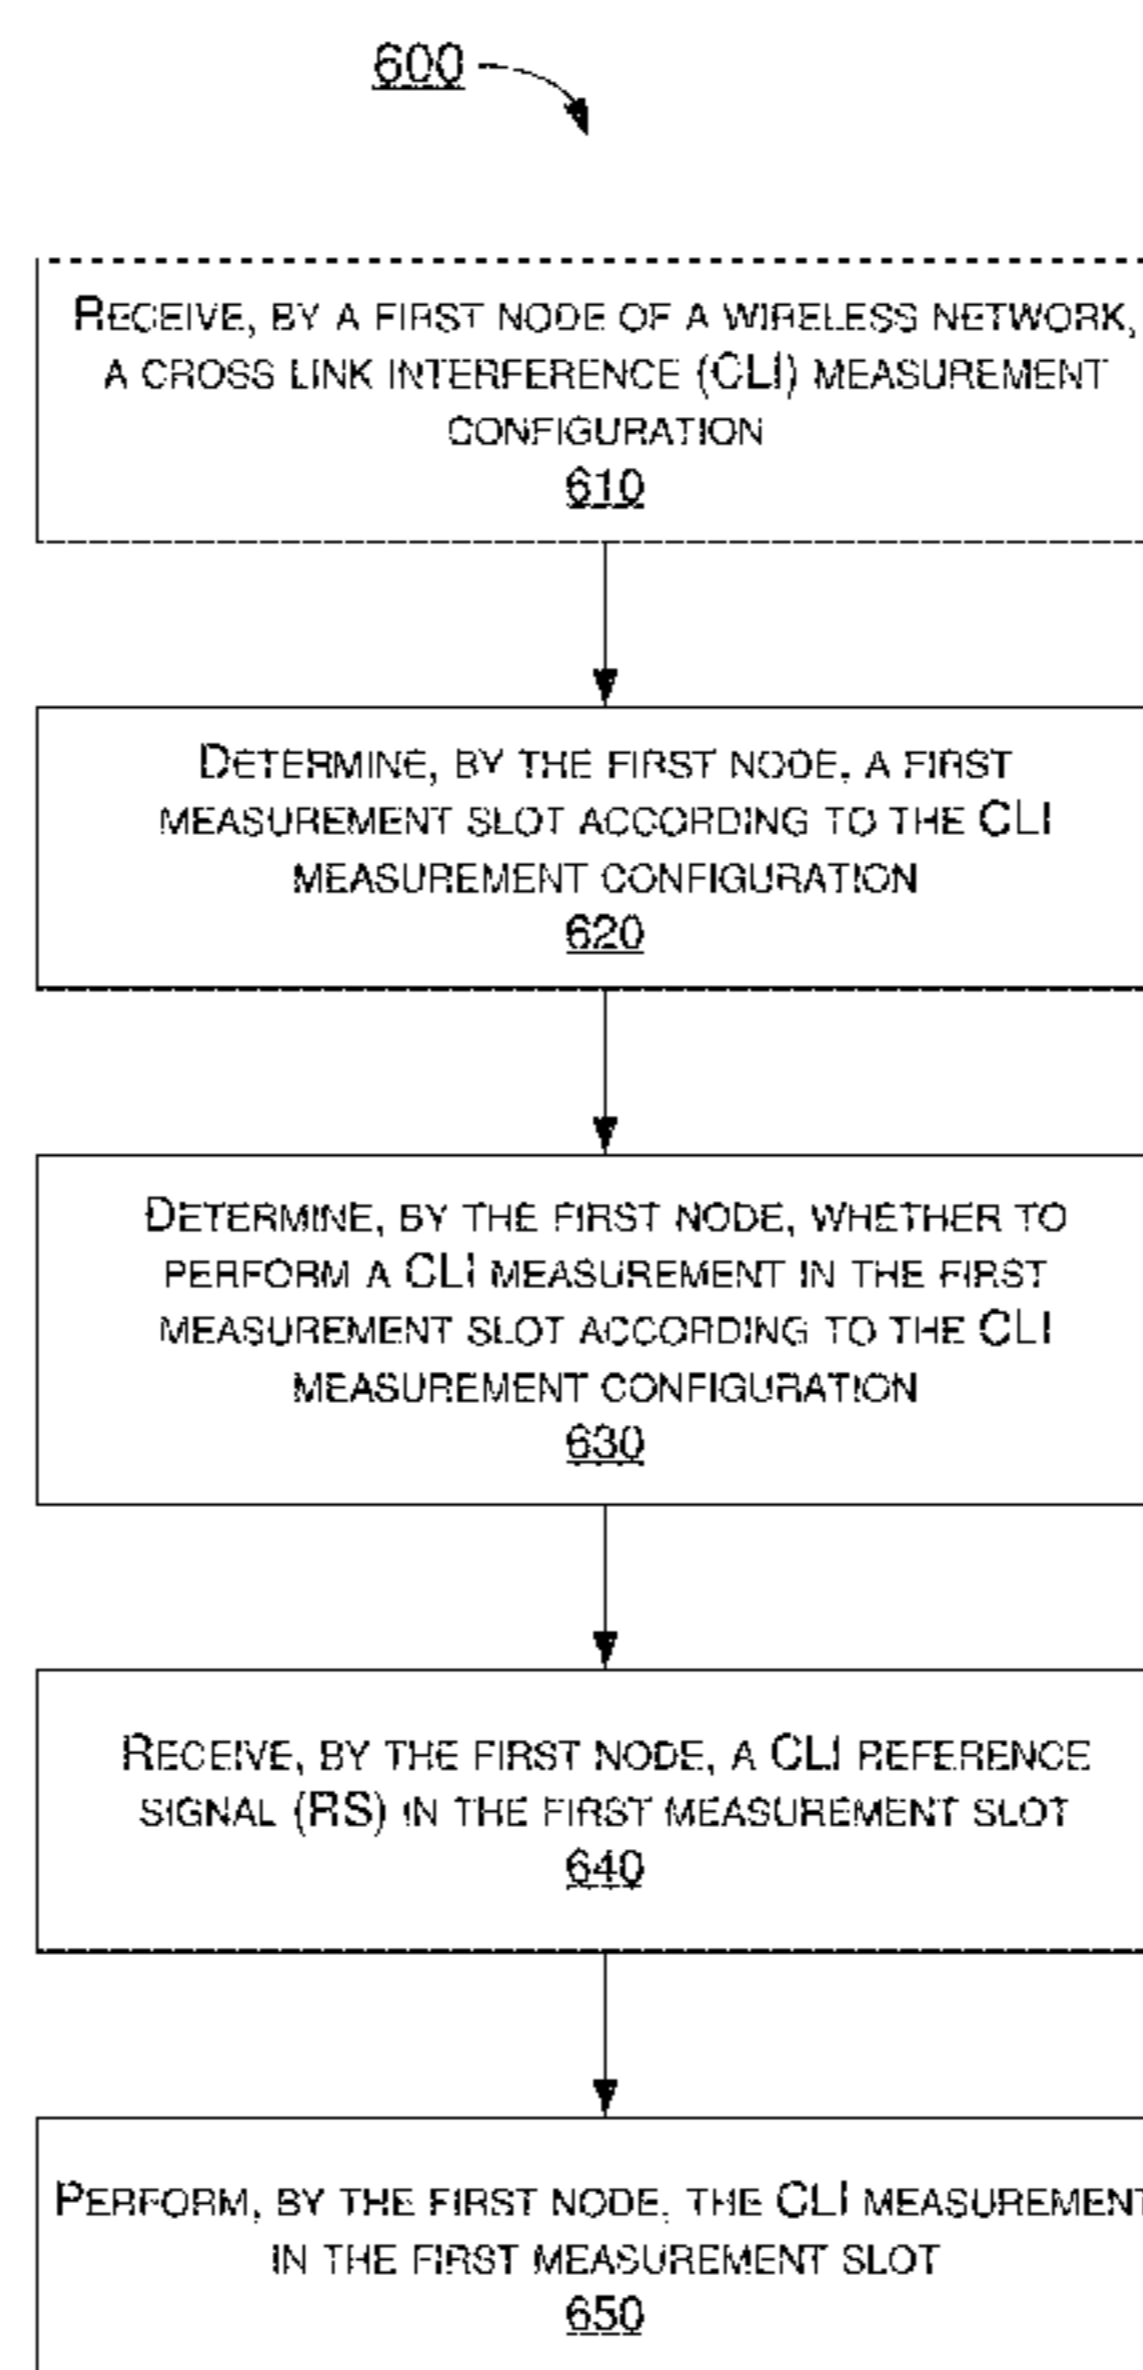 600
RECEIVE, BY A FIRST NODE OF A WIRELESS NETWORK,
A CROSS LINK INTERFERENCE (CLI) MEASUREMENT
CONFIGURATION
610
DETERMINE, BY THE FIRST NODE, A FIRST
MEASUREMENT SLOT ACCORDING TO THE CLI
MEASUREMENT CONFIGURATION
620
DETERMINE, BY THE FIRST NODE, WHETHER TO
PERFORM A CLI MEASUREMENT IN THE FIRST
MEASUREMENT SLOT ACCORDING TO THE CLI
MEASUREMENT CONFIGURATION
630
RECEIVE, BY THE FIRST NODE, A CLI REFERENCE
SIGNAL (RS) IN THE FIRST MEASUREMENT SLOT
640
PERFORM, BY THE FIRST NODE, THE CLI MEASUREMENT
IN THE FIRST MEASUREMENT SLOT
650